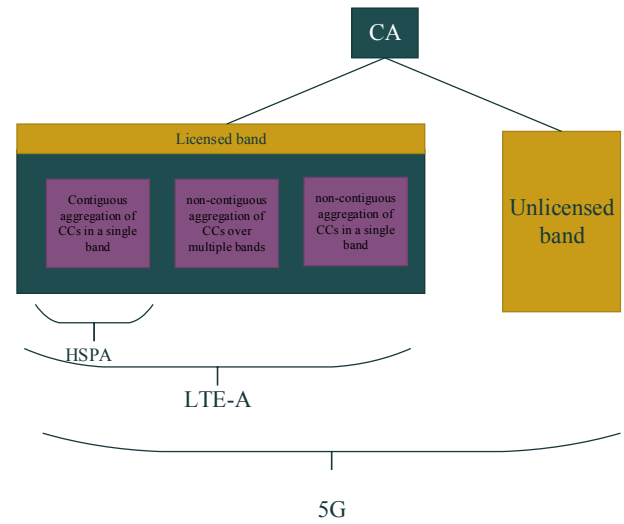 CA
Licensed band
Contiguous
aggregation of
CCs in a single
band
non-contiguous
aggregation of
CCs over
multiple bands
non-contiguous
aggregation of
CCs in a single
band
Unlicensed
band
HSPA
LTE-A
5G